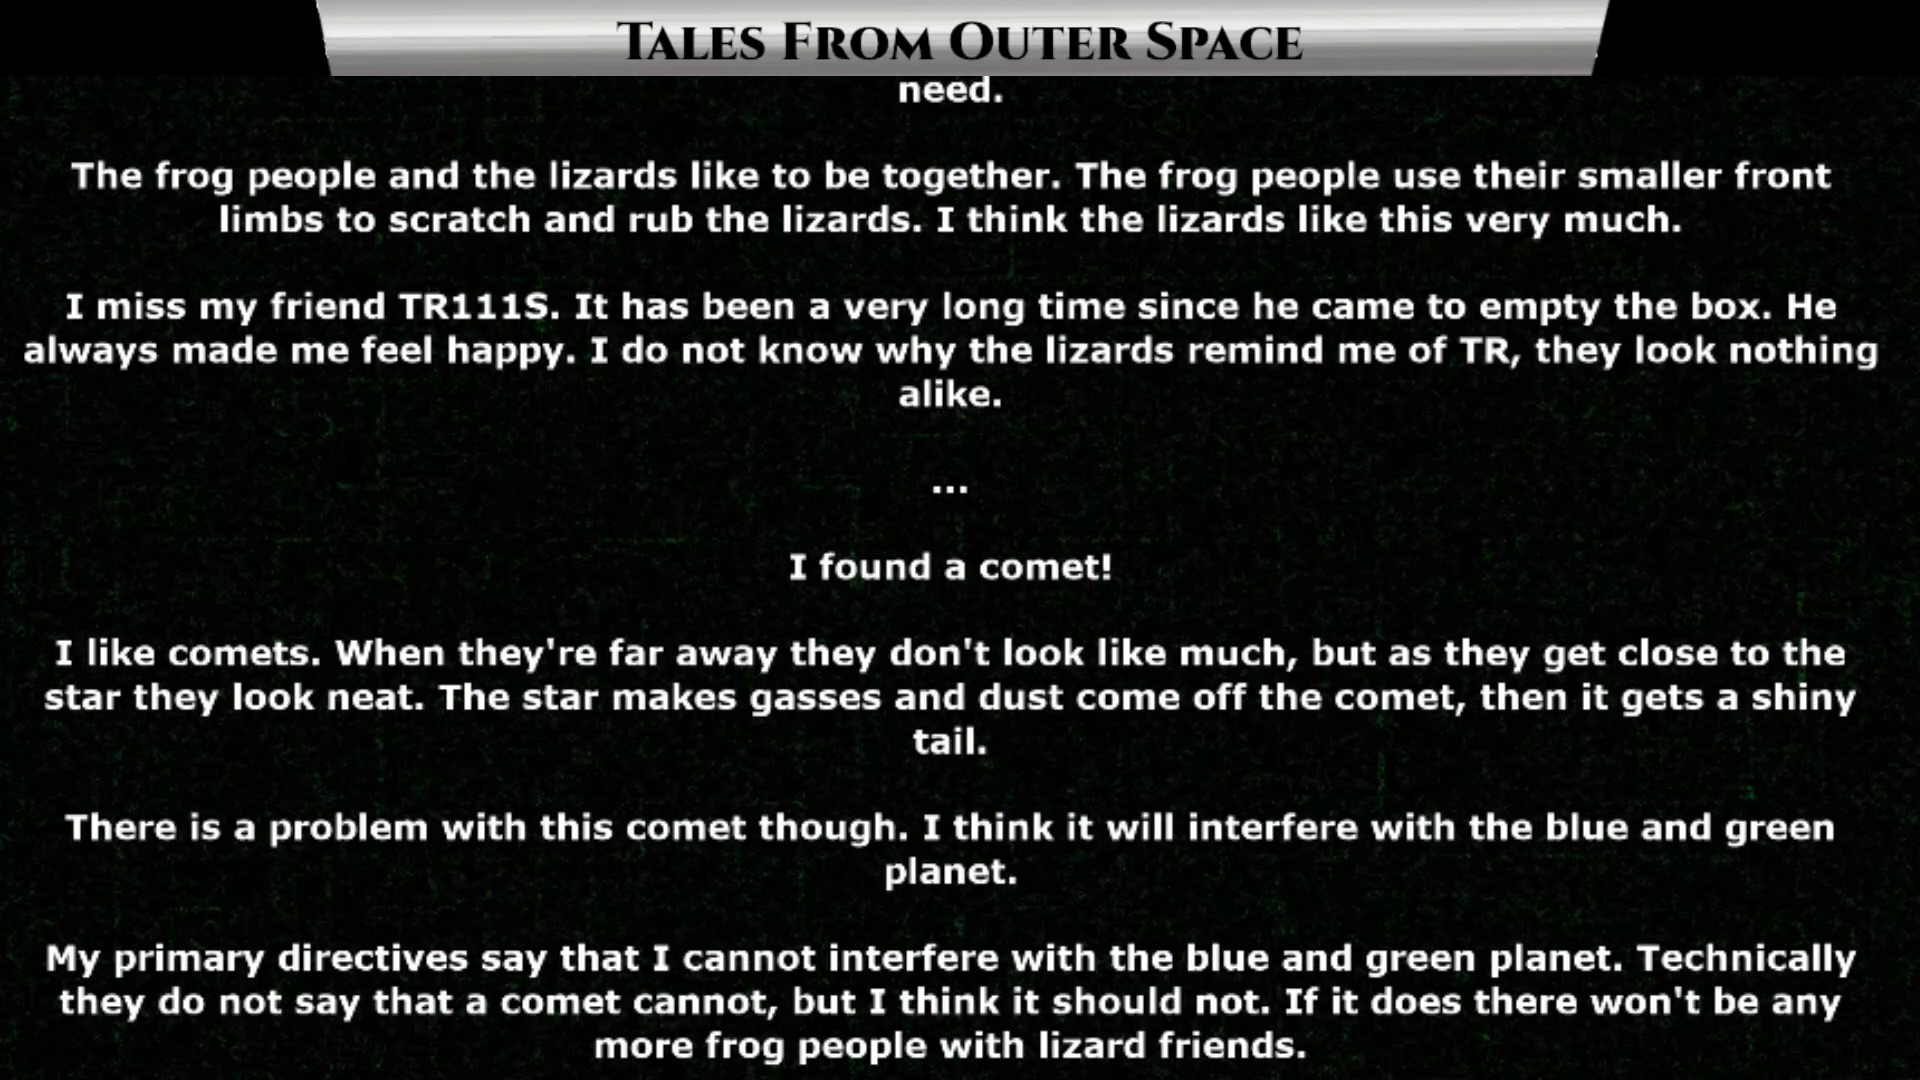 Tales From Outer Space
need.
The frog people and the lizards like to be together. The frog people use their smaller front
limbs to scratch and rub the lizards. I think the lizards like this very much.
I miss my friend TR111S. It has been a very long time since he came to empty the box. He
always made me feel happy. I do not know why the lizards remind me of TR, they look nothing
alike.
...
I found a comet!
I like comets. When they're far away they don't look like much, but as they get close to the
star they look neat. The star makes gasses and dust come off the comet, then it gets a shiny
tail.
There is a problem with this comet though. I think it will interfere with the blue and green
planet.
My primary directives say that I cannot interfere with the blue and green planet. Technically
they do not say that a comet cannot, but I think it should not. If it does there won't be any
more frog people with lizard friends.